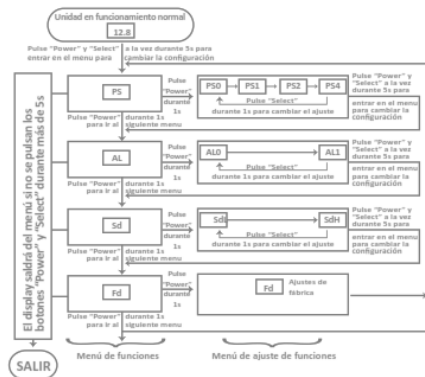 Unidad en funcionamiento normal
12.8
Pulse "Power" y "Select" a la vez durante 5s para
entrar en el menu para cambiar la configuración
El display saldrá del menú si no se pulsan los
botones "Power" y "Select" durante más de 5s
SALIR
PS
Pulse
"Power"
durante
1s
PS0 PS1 PS2 PS4
Pulse "Select"
durante 1s para cambiar el ajuste
Pulse "Power" y
"Select" a la vez
durante 5s para
entrar en el menu
para cambiar la
configuración
Pulse "Power" durante 1s
para ir al siguiente menu
AL
Pulse
"Power"
durante
1s
AL0 AL1
Pulse "Select"
durante 1s para cambiar el ajuste
Pulse "Power" y
"Select" a la vez
durante 5s para
entrar en el menu
para cambiar la
configuración
Pulse "Power" durante 1s
para ir al siguiente menu
Sd
Pulse
"Power"
durante
1s
SdL SdH
Pulse "Select"
durante 1s para cambiar el ajuste
Pulse "Power" y
"Select" a la vez
durante 5s para
entrar en el menu
para cambiar la
configuración
Pulse "Power" durante 1s
para ir al siguiente menu
Fd
Pulse
"Power"
durante
1s
Fd
Ajustes de
fábrica
Pulse "Power" durante 1s
para ir al siguiente menu
Menú de funciones
Menú de ajuste de funciones